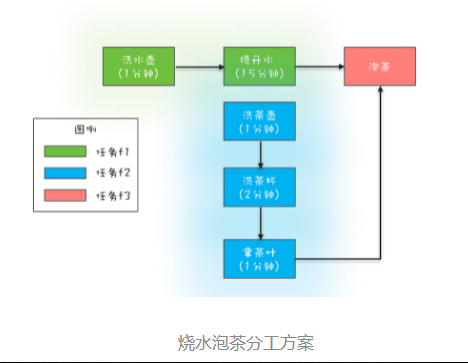 洗水壶
(1分钟)
烧开水
(15分钟)
泡茶
洗茶壶
(1分钟)
图例
任务f1
任务f2
任务f3
洗茶杯
(2分钟)
拿茶叶
(1分钟)
烧水泡茶分工方案